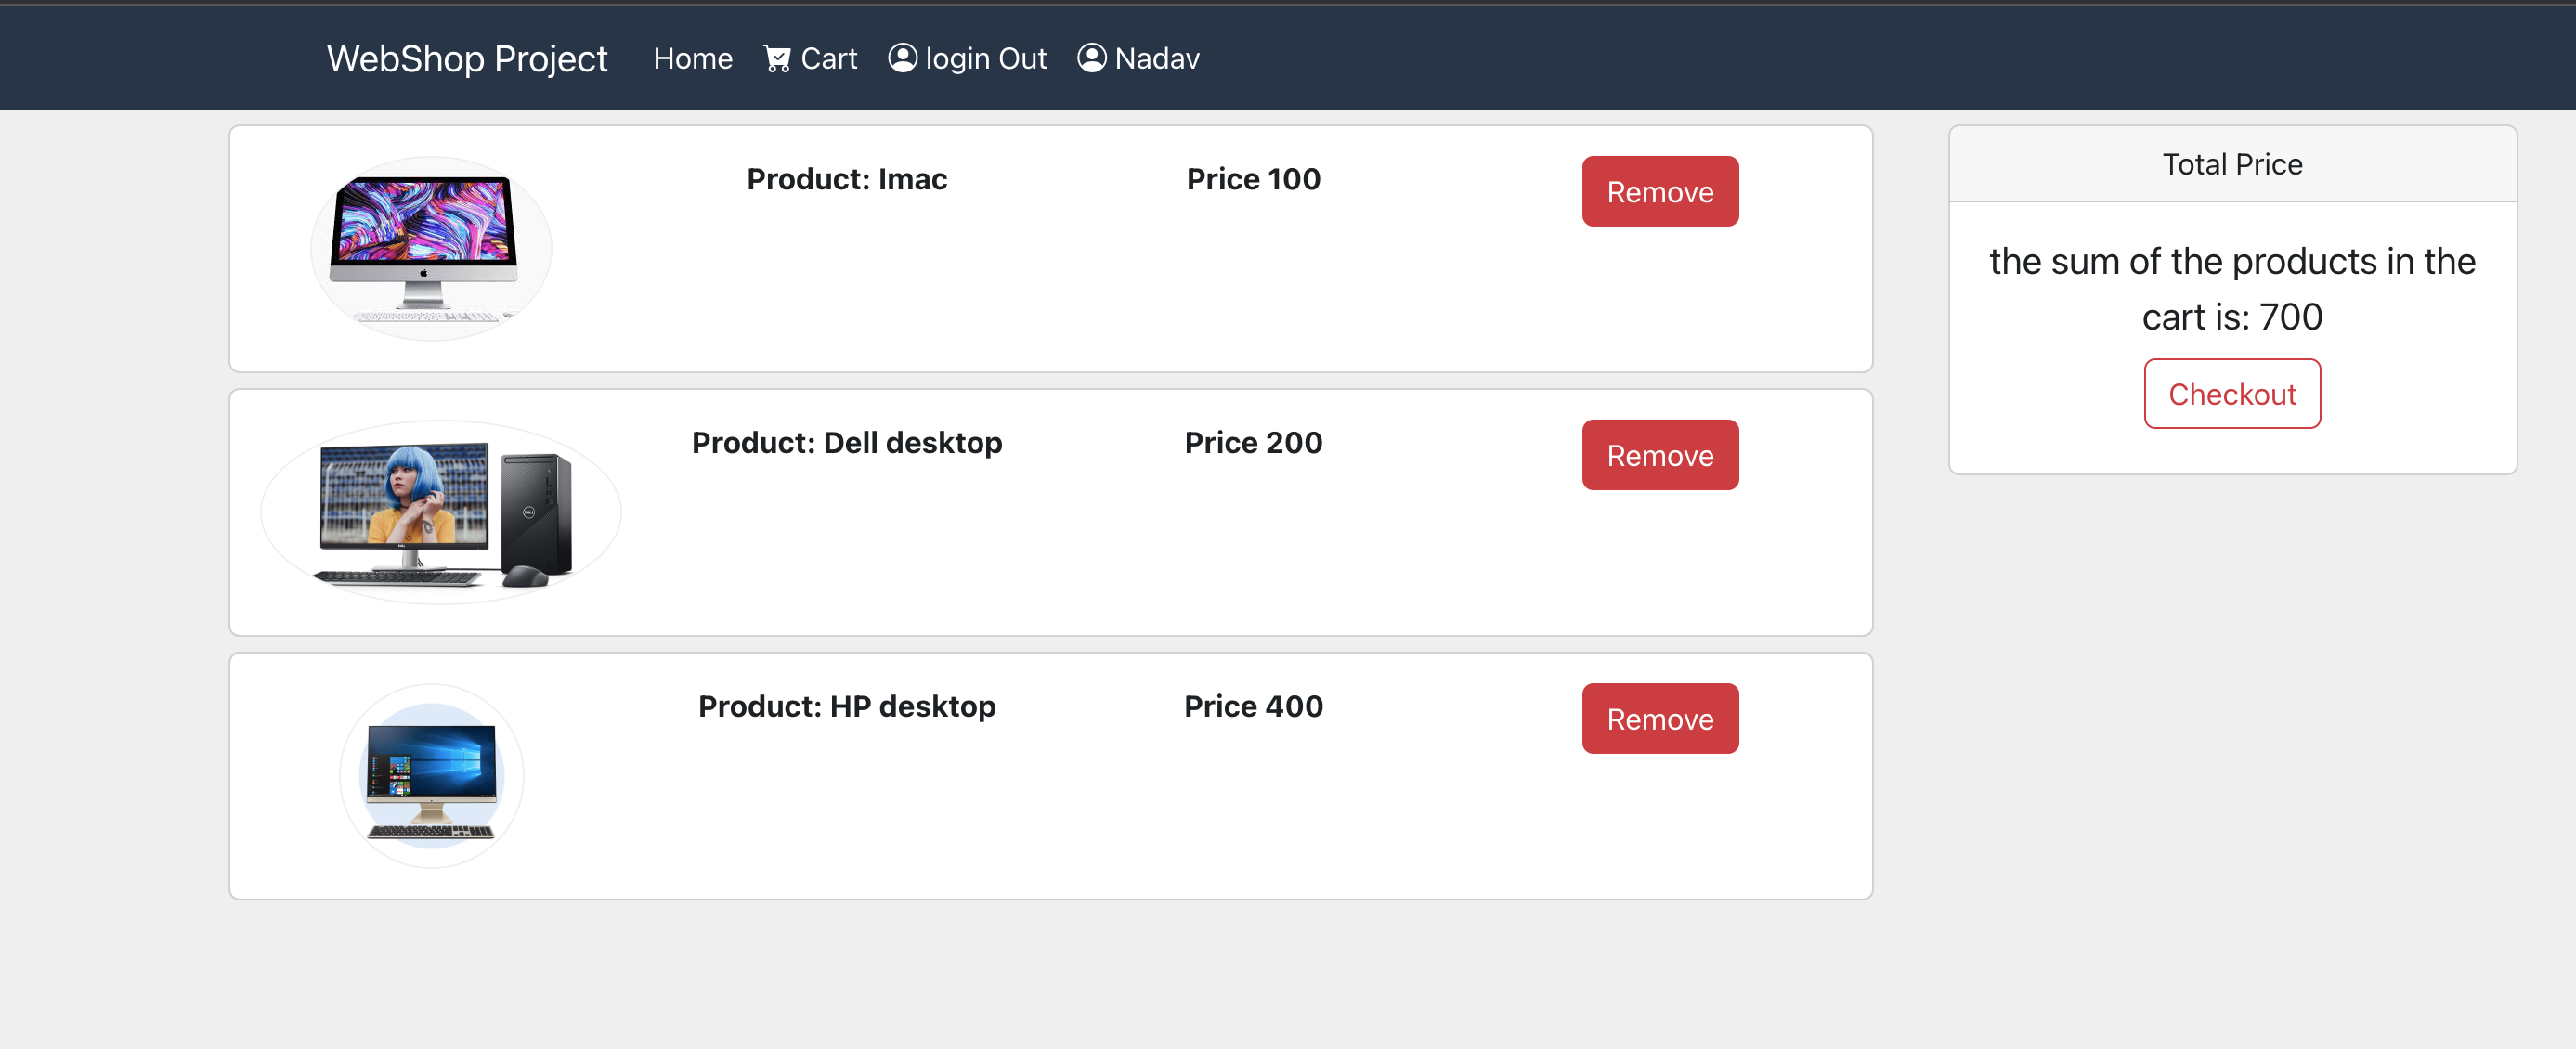 WebShop Project Home Cart login Out Nadav
Product: Imac Price 100 Remove
Product: Dell desktop Price 200 Remove
Product: HP desktop Price 400 Remove
Total Price
the sum of the products in the
cart is: 700
Checkout